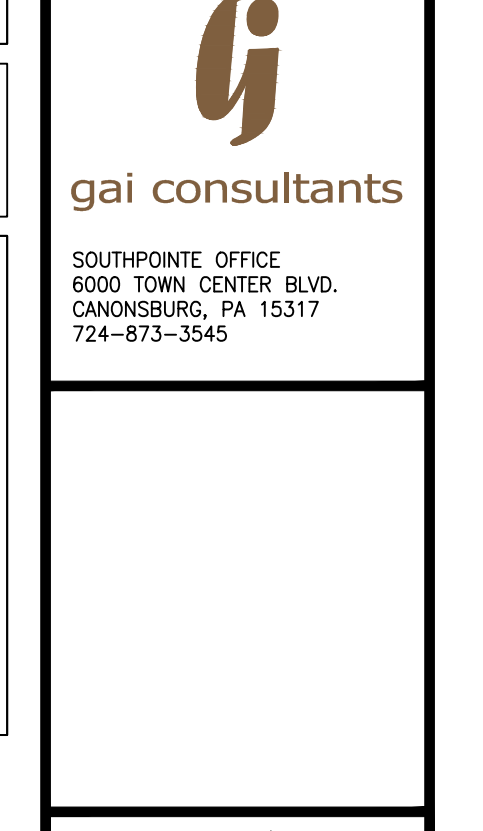 gai consultants
SOUTHPOINTE OFFICE
6000 TOWN CENTER BLVD.
CANONSBURG, PA 15317
724-873-3545